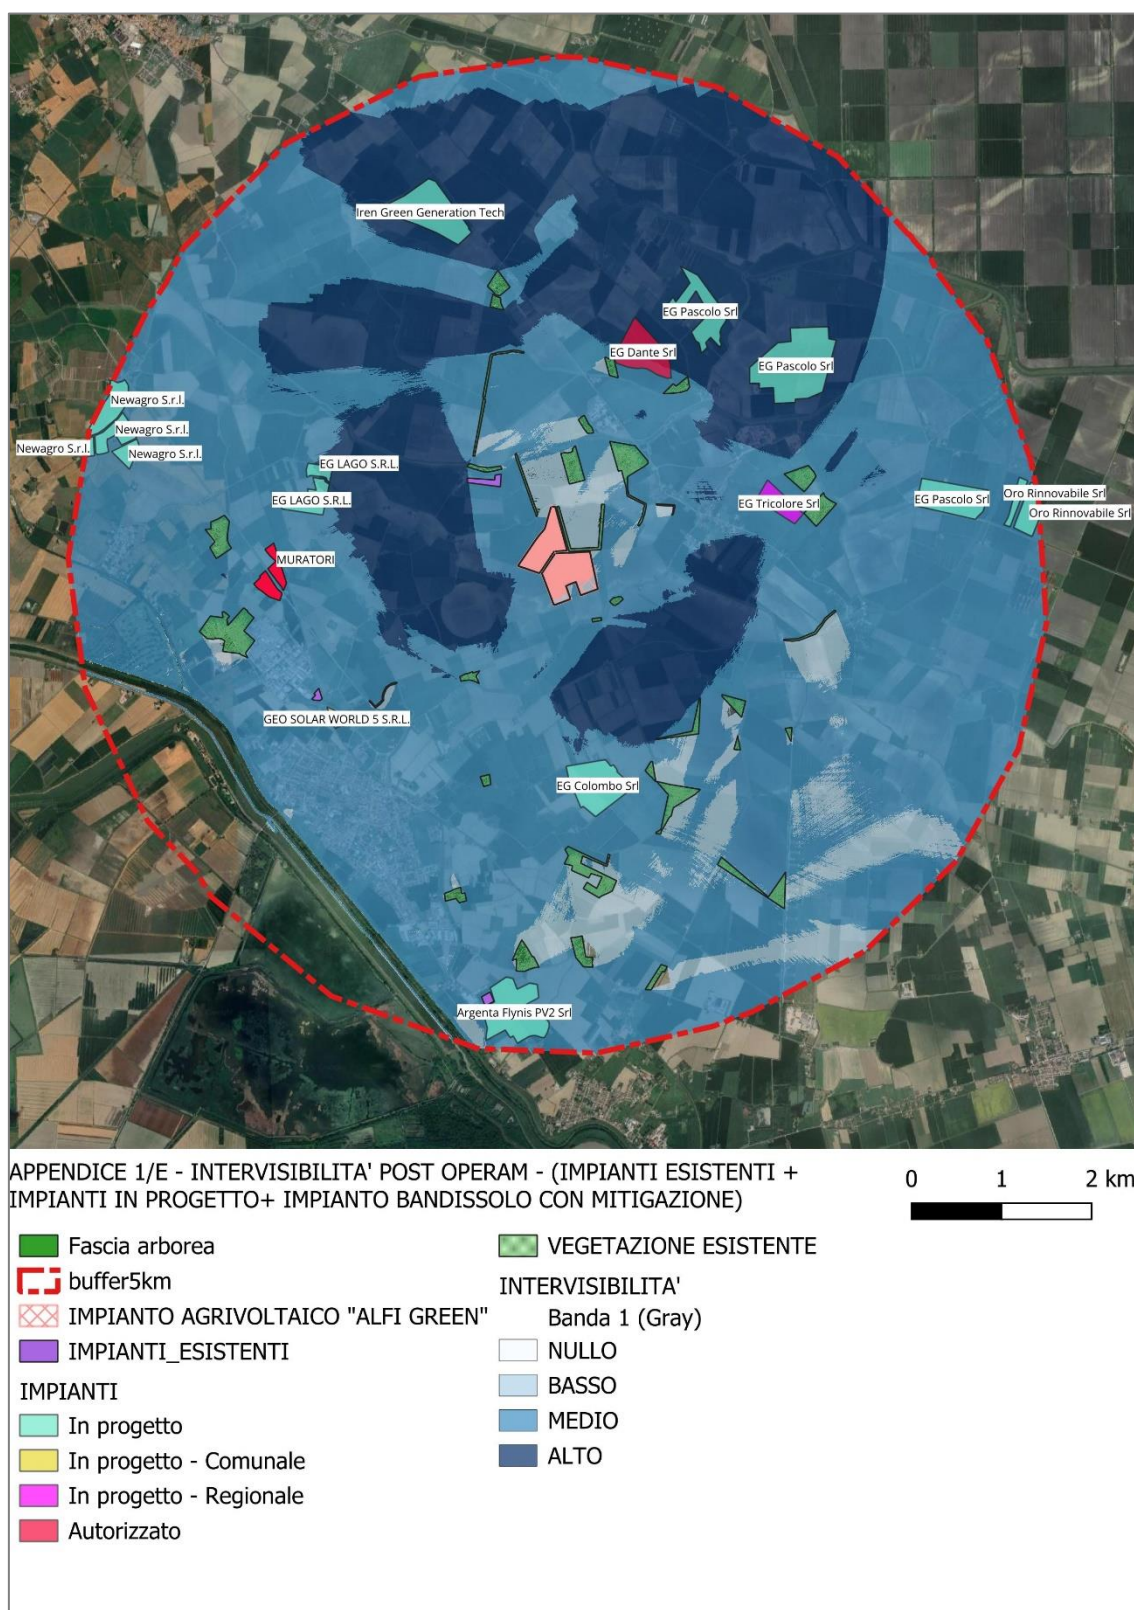 Iren Green Generation Tech
EG Pascolo Srl
EG Dante Srl
EG Pascolo Srl
Newagro S.r.l.
Newagro S.r.l.
Newagro S.r.l.
Newagro S.r.l.
EG LAGO S.R.L.
EG LAGO S.R.L.
EG Tricolore Srl
EG Pascolo Srl
Oro Rinnovabile Srl
Oro Rinnovabile Srl
MURATORI
GEO SOLAR WORLD 5 S.R.L.
EG Colombo Srl
Argenta Flynis PV2 Srl
APPENDICE 1/E - INTERVISIBILITA' POST OPERAM - (IMPIANTI ESISTENTI +
IMPIANTI IN PROGETTO+ IMPIANTO BANDISSOLO CON MITIGAZIONE)
0 1 2 km
Fascia arborea
buffer5km
IMPIANTO AGRIVOLTAICO "ALFI GREEN"
IMPIANTI_ESISTENTI
IMPIANTI
In progetto
In progetto - Comunale
In progetto - Regionale
Autorizzato
VEGETAZIONE ESISTENTE
INTERVISIBILITA'
Banda 1 (Gray)
NULLO
BASSO
MEDIO
ALTO